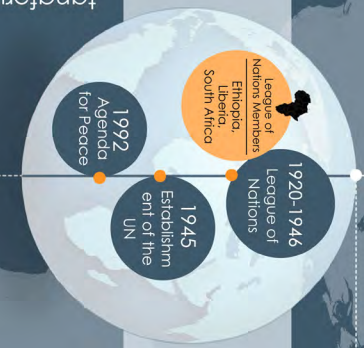 League of
Nations Members
Ethiopia,
Liberia,
South Africa
1920-1946
League of
Nations
1945
Establishm
ent of the
UN
1992
Agenda
for Peace